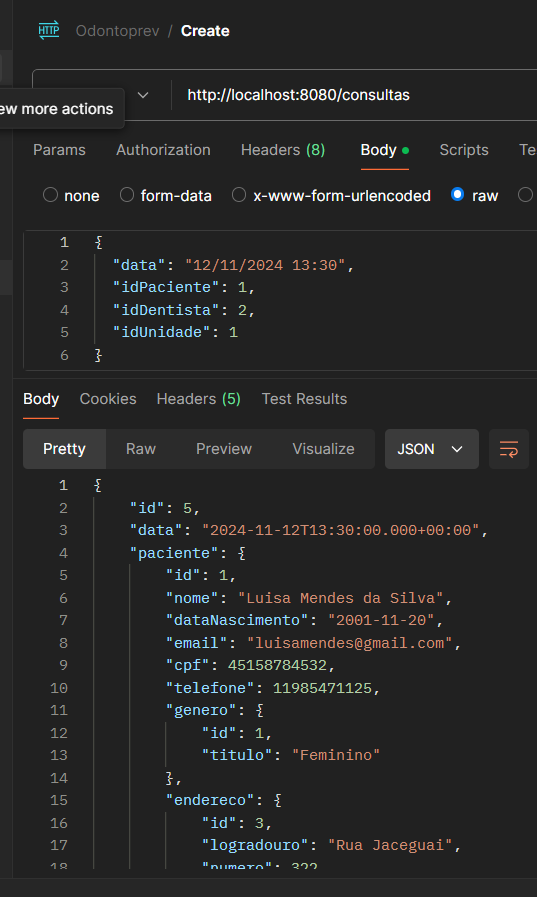 HTTP Odontoprev / Create
http://localhost:8080/consultas
ew more actions
Params Authorization Headers (8) Body Scripts Te
none form-data x-www-form-urlencoded raw
1 {
2 "data": "12/11/2024 13:30",
3 "idPaciente": 1,
4 "idDentista": 2,
5 "idUnidade": 1
6 }
Body Cookies Headers (5) Test Results
Pretty Raw Preview Visualize JSON
1 {
2 "id": 5,
3 "data": "2024-11-12T13:30:00.000+00:00",
4 "paciente": {
5 "id": 1,
6 "nome": "Luisa Mendes da Silva",
7 "dataNascimento": "2001-11-20",
8 "email": "luisamendes@gmail.com",
9 "cpf": 45158784532,
10 "telefone": 11985471125,
11 "genero": {
12 "id": 1,
13 "titulo": "Feminino"
14 },
15 "endereco": {
16 "id": 3,
17 "logradouro": "Rua Jaceguai",
18 "numero": 322